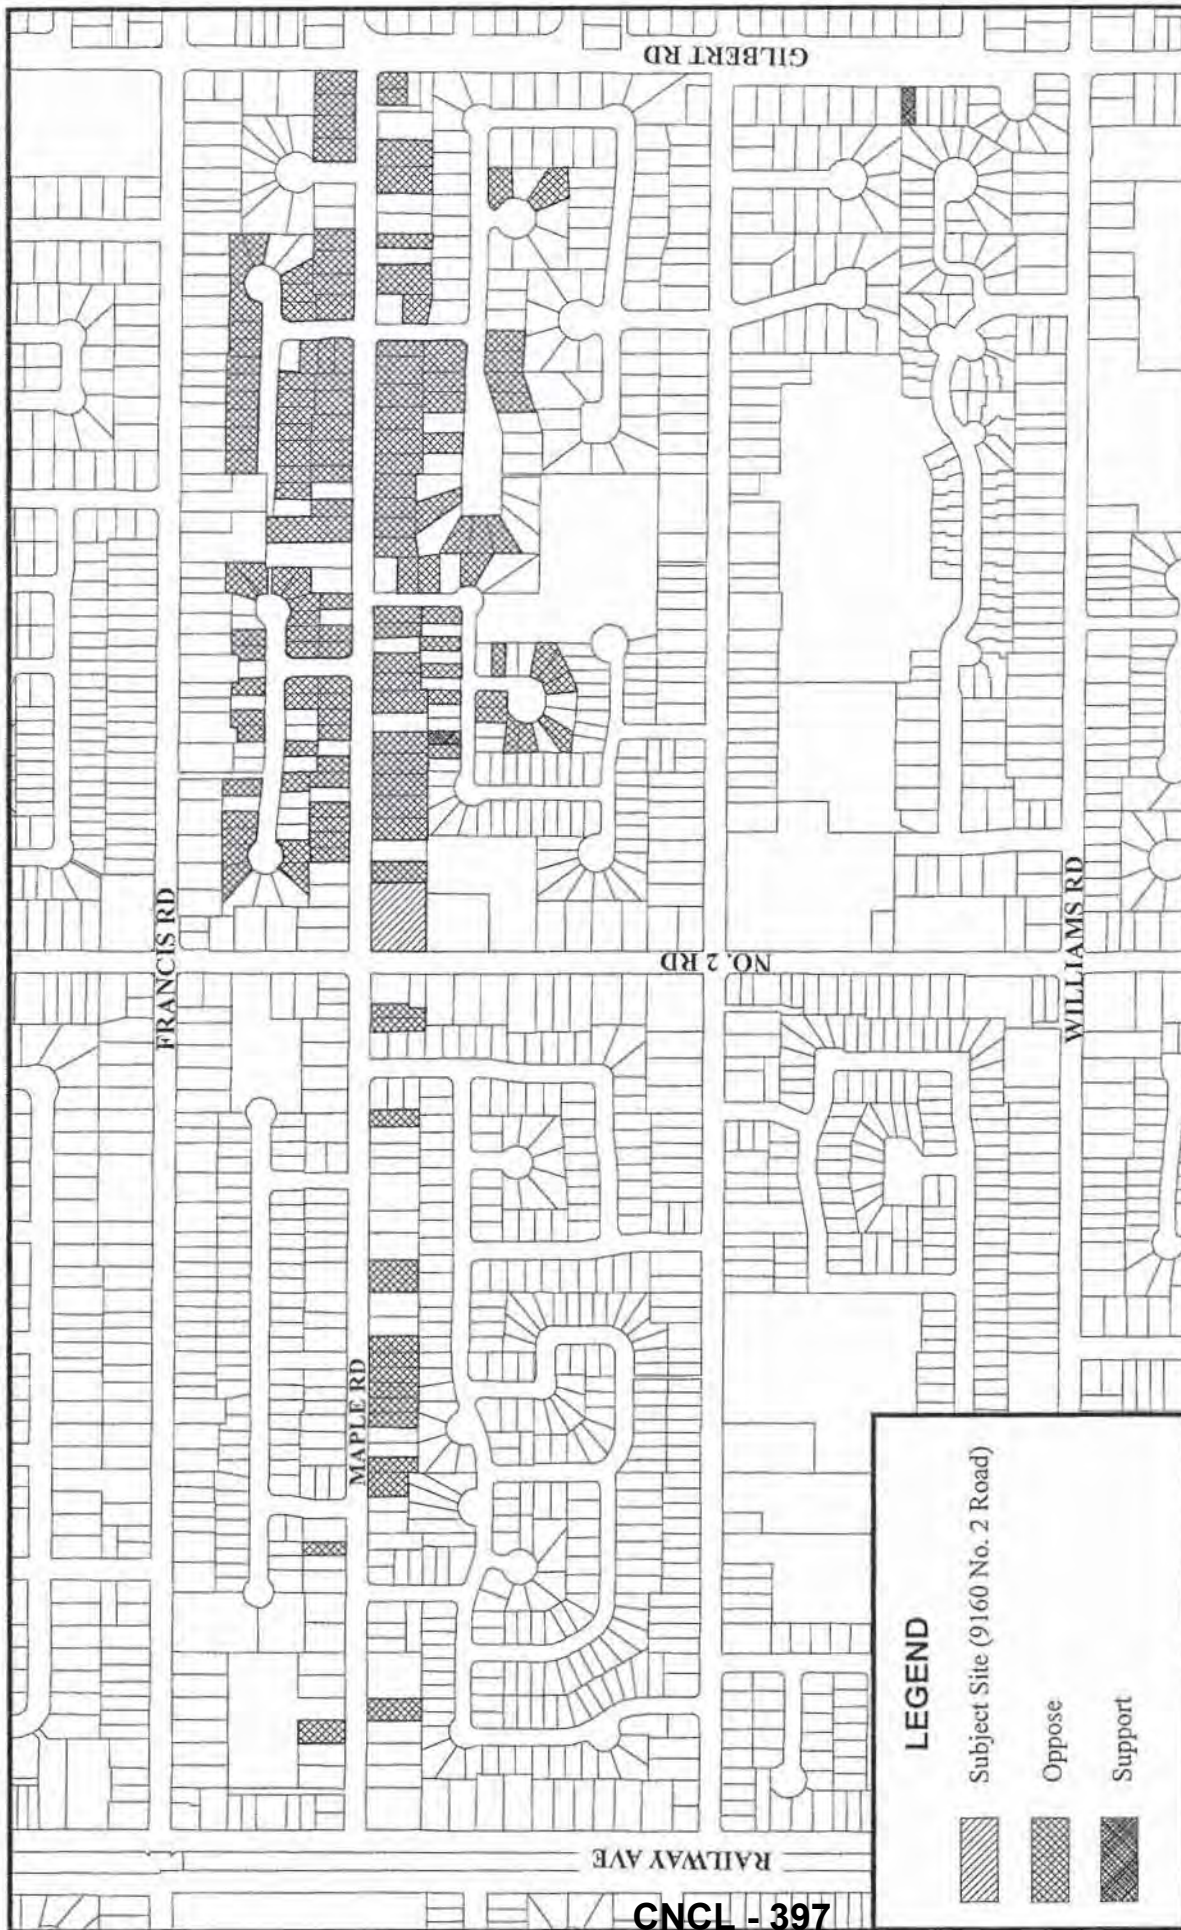 GILBERT RD
FRANCIS RD
NO. 2 RD
WILLIAMS RD
MAPLE RD
RAILWAY AVE
LEGEND
Subject Site (9160 No. 2 Road)
Oppose
Support
CNCL - 397